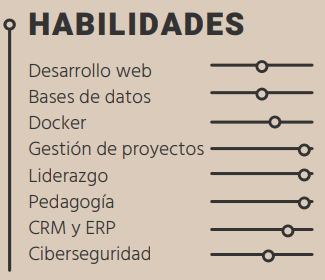 HABILIDADES
Desarrollo web
Bases de datos
Docker
Gestión de proyectos
Liderazgo
Pedagogía
CRM y ERP
Ciberseguridad